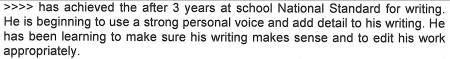 >>>> has achieved the after 3 years at school National Standard for writing.
He is beginning to use a strong personal voice and add detail to his writing. He
has been learning to make sure his writing makes sense and to edit his work
appropriately.